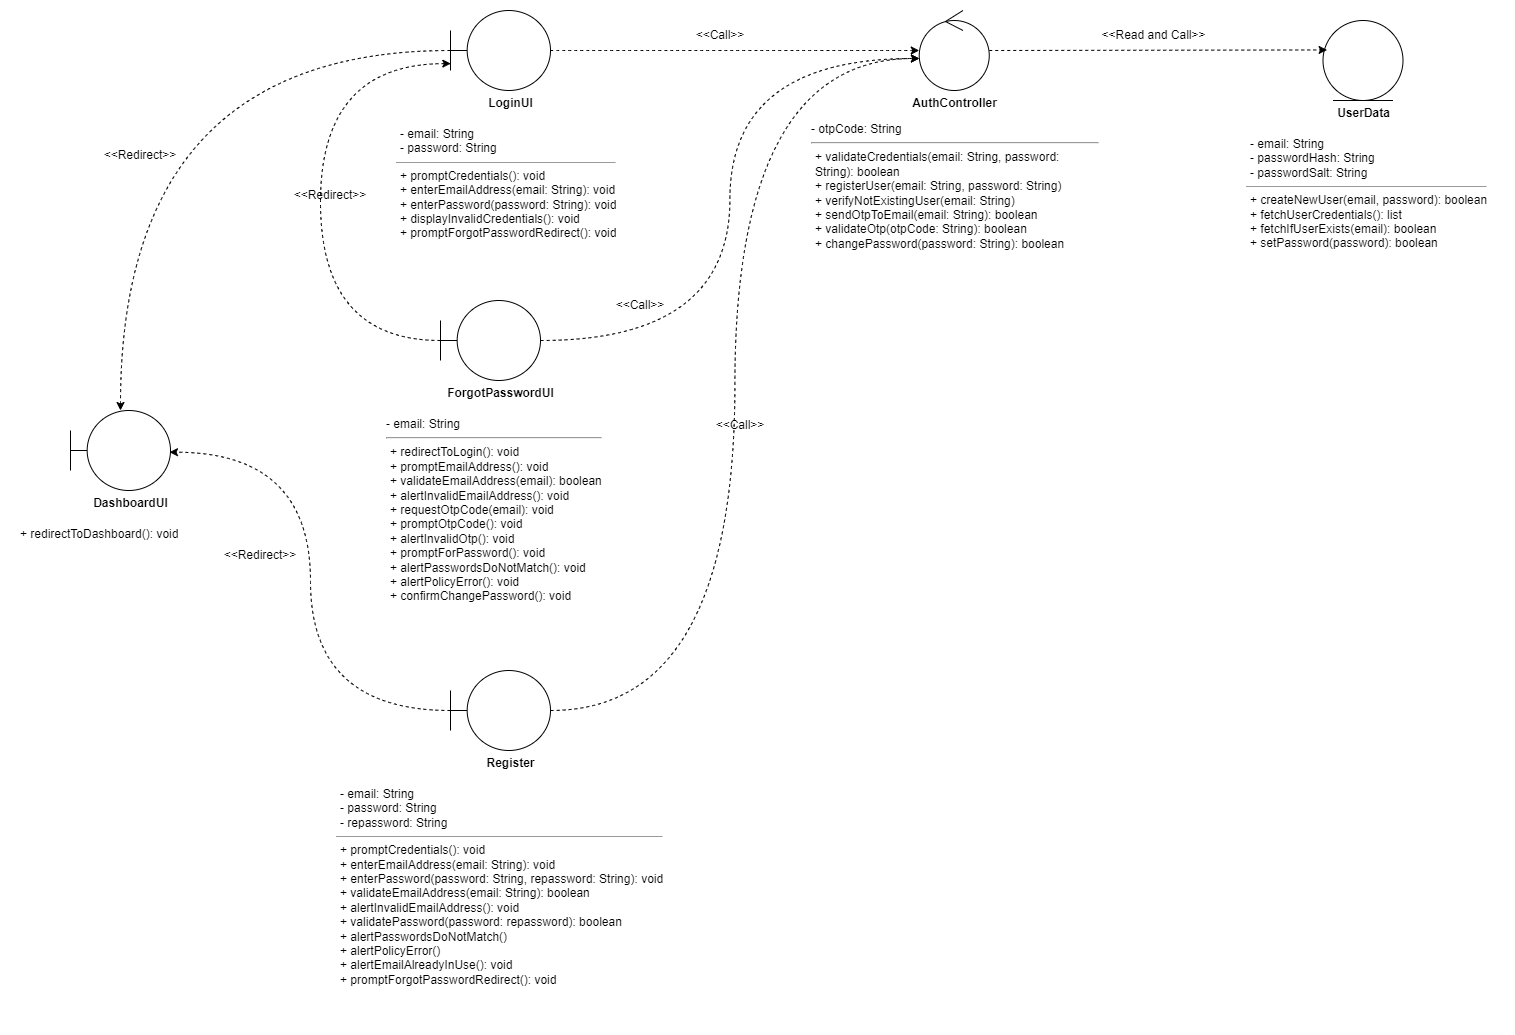 <<Call>>
<<Read and Call>>
LoginUI
AuthController
UserData
- email: String
- password: String
+ promptCredentials(): void
+ enterEmailAddress(email: String): void
+ enterPassword(password: String): void
+ displayInvalidCredentials(): void
+ promptForgotPasswordRedirect(): void
- otpCode: String
+ validateCredentials(email: String, password:
String): boolean
+ registerUser(email: String, password: String)
+ verifyNotExistingUser(email: String)
+ sendOtpToEmail(email: String): boolean
+ validateOtp(otpCode: String): boolean
+ changePassword(password: String): boolean
- email: String
- passwordHash: String
- passwordSalt: String
+ createNewUser(email, password): boolean
+ fetchUserCredentials(): list
+ fetchIfUserExists(email): boolean
+ setPassword(password): boolean
<<Redirect>>
<<Redirect>>
<<Call>>
ForgotPasswordUI
- email: String
+ redirectToLogin(): void
+ promptEmailAddress(): void
+ validateEmailAddress(email): boolean
+ alertInvalidEmailAddress(): void
+ requestOtpCode(email): void
+ promptOtpCode(): void
+ alertInvalidOtp(): void
+ promptForPassword(): void
+ alertPasswordsDoNotMatch(): void
+ alertPolicyError(): void
+ confirmChangePassword(): void
<<Call>>
DashboardUI
+ redirectToDashboard(): void
<<Redirect>>
Register
- email: String
- password: String
- repassword: String
+ promptCredentials(): void
+ enterEmailAddress(email: String): void
+ enterPassword(password: String, repassword: String): void
+ validateEmailAddress(email: String): boolean
+ alertInvalidEmailAddress(): void
+ validatePassword(password: repassword): boolean
+ alertPasswordsDoNotMatch()
+ alertPolicyError()
+ alertEmailAlreadyInUse(): void
+ promptForgotPasswordRedirect(): void